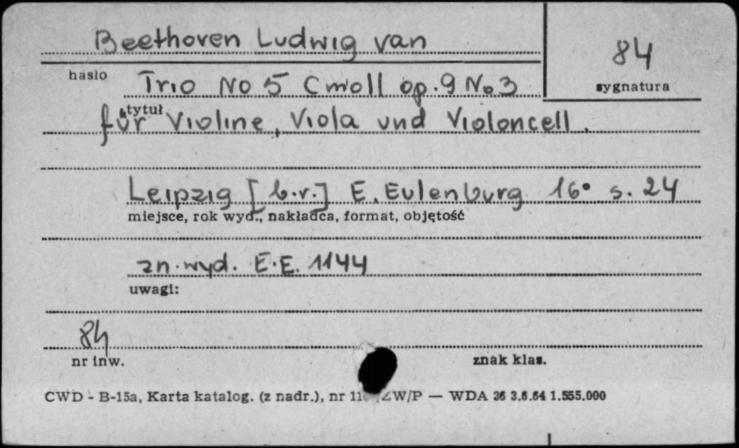 Beethoven Ludwig van
84
hasło
sygnatura
Trio No 5 C moll op. 9 No 3
tytuł
für Violine, Viola und Violoncell.
Leipzig [b.r.] E. Eulenburg 16° s. 24
miejsce, rok wyd., nakładca, format, objętość
zn. wyd. E.E. 1144
uwagi:
84
nr inw.
znak klas.
CWD - B-15a, Karta katalog. (z nadr.), nr ZW/P — WDA 26 3.6.64 1.555.000